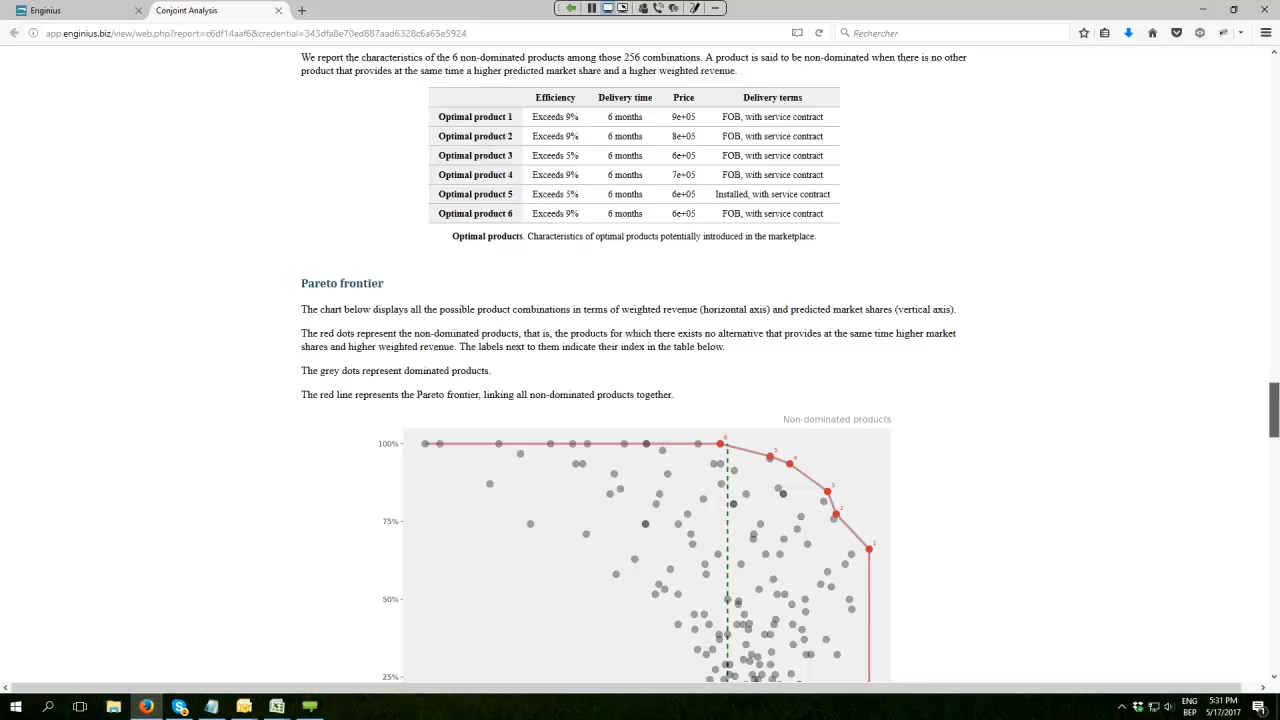 Enginius
Conjoint Analysis
app.enginius.biz/view/web.php?report=c6df14aaf6&credential=343dfa8e70ed887aad6328c6a65e5924
Rechercher
We report the characteristics of the 6 non-dominated products among those 256 combinations. A product is said to be non-dominated when there is no other
product that provides at the same time a higher predicted market share and a higher weighted revenue.
Efficiency Delivery time Price Delivery terms
Optimal product 1 Exceeds 9% 6 months 9e+05 FOB, with service contract
Optimal product 2 Exceeds 9% 6 months 8e+05 FOB, with service contract
Optimal product 3 Exceeds 5% 6 months 6e+05 FOB, with service contract
Optimal product 4 Exceeds 9% 6 months 7e+05 FOB, with service contract
Optimal product 5 Exceeds 5% 6 months 6e+05 Installed, with service contract
Optimal product 6 Exceeds 9% 6 months 6e+05 FOB, with service contract
Optimal products. Characteristics of optimal products potentially introduced in the marketplace.
Pareto frontier
The chart below displays all the possible product combinations in terms of weighted revenue (horizontal axis) and predicted market shares (vertical axis).
The red dots represent the non-dominated products, that is, the products for which there exists no alternative that provides at the same time higher market
shares and higher weighted revenue. The labels next to them indicate their index in the table below.
The grey dots represent dominated products.
The red line represents the Pareto frontier, linking all non-dominated products together.
Non-dominated products
100%
6
5
4
3
2
1
75%
50%
25%
ENG 5:31 PM
BEP 5/17/2017